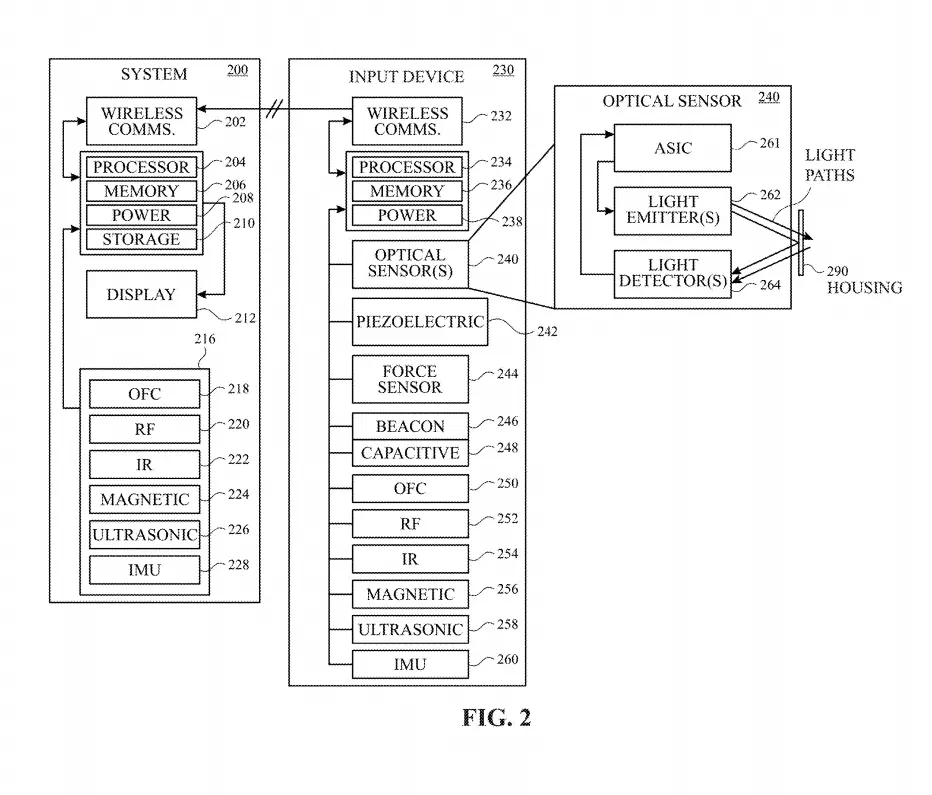 SYSTEM 200
WIRELESS
COMMS.
202
PROCESSOR
204
MEMORY
206
POWER
208
STORAGE
210
DISPLAY
212
216
OFC
218
RF
220
IR
222
MAGNETIC
224
ULTRASONIC
226
IMU
228
INPUT DEVICE 230
WIRELESS
COMMS.
232
PROCESSOR
234
MEMORY
236
POWER
238
OPTICAL
SENSOR(S)
240
PIEZOELECTRIC
242
FORCE
SENSOR
244
BEACON
246
CAPACITIVE
248
OFC
250
RF
252
IR
254
MAGNETIC
256
ULTRASONIC
258
IMU
260
OPTICAL SENSOR 240
ASIC
261
LIGHT
EMITTER(S)
262
LIGHT
DETECTOR(S)
264
LIGHT
PATHS
290
HOUSING
FIG. 2